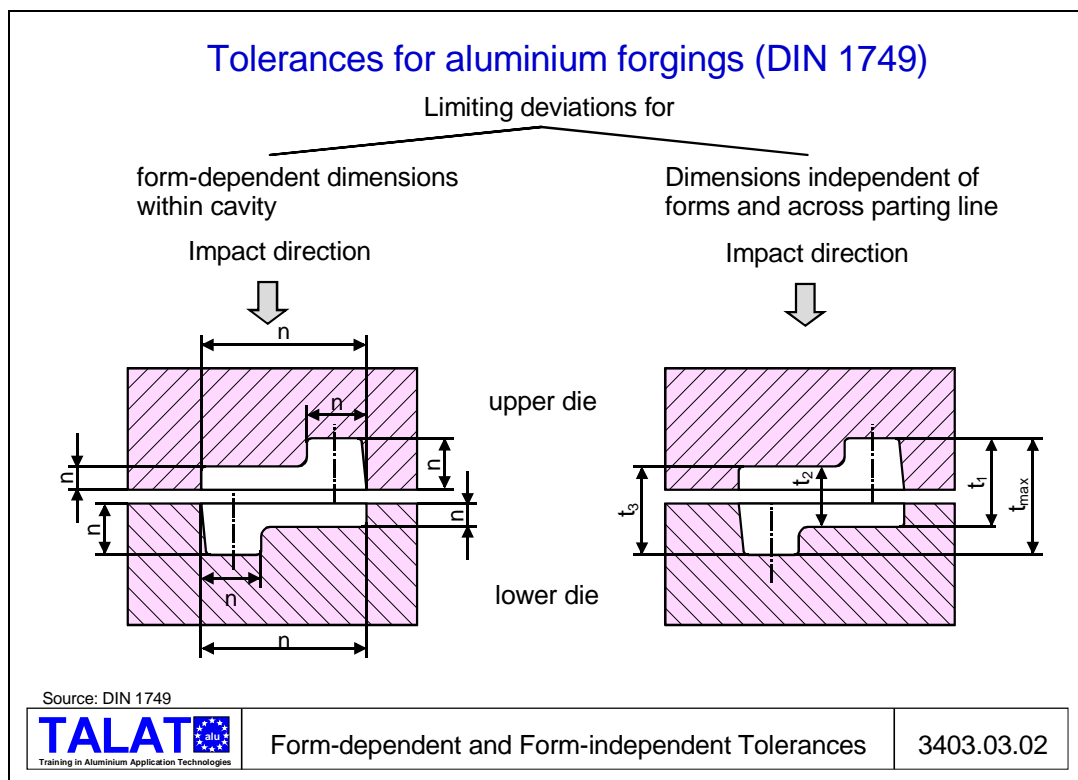 Tolerances for aluminium forgings (DIN 1749)
Limiting deviations for
form-dependent dimensions
within cavity
Impact direction
Dimensions independent of
forms and across parting line
Impact direction
n
n
n
n
n
n
n
n
upper die
lower die
t3
t2
t1
tmax
Source: DIN 1749
TALAT
alu
Training in Aluminium Application Technologies
Form-dependent and Form-independent Tolerances
3403.03.02